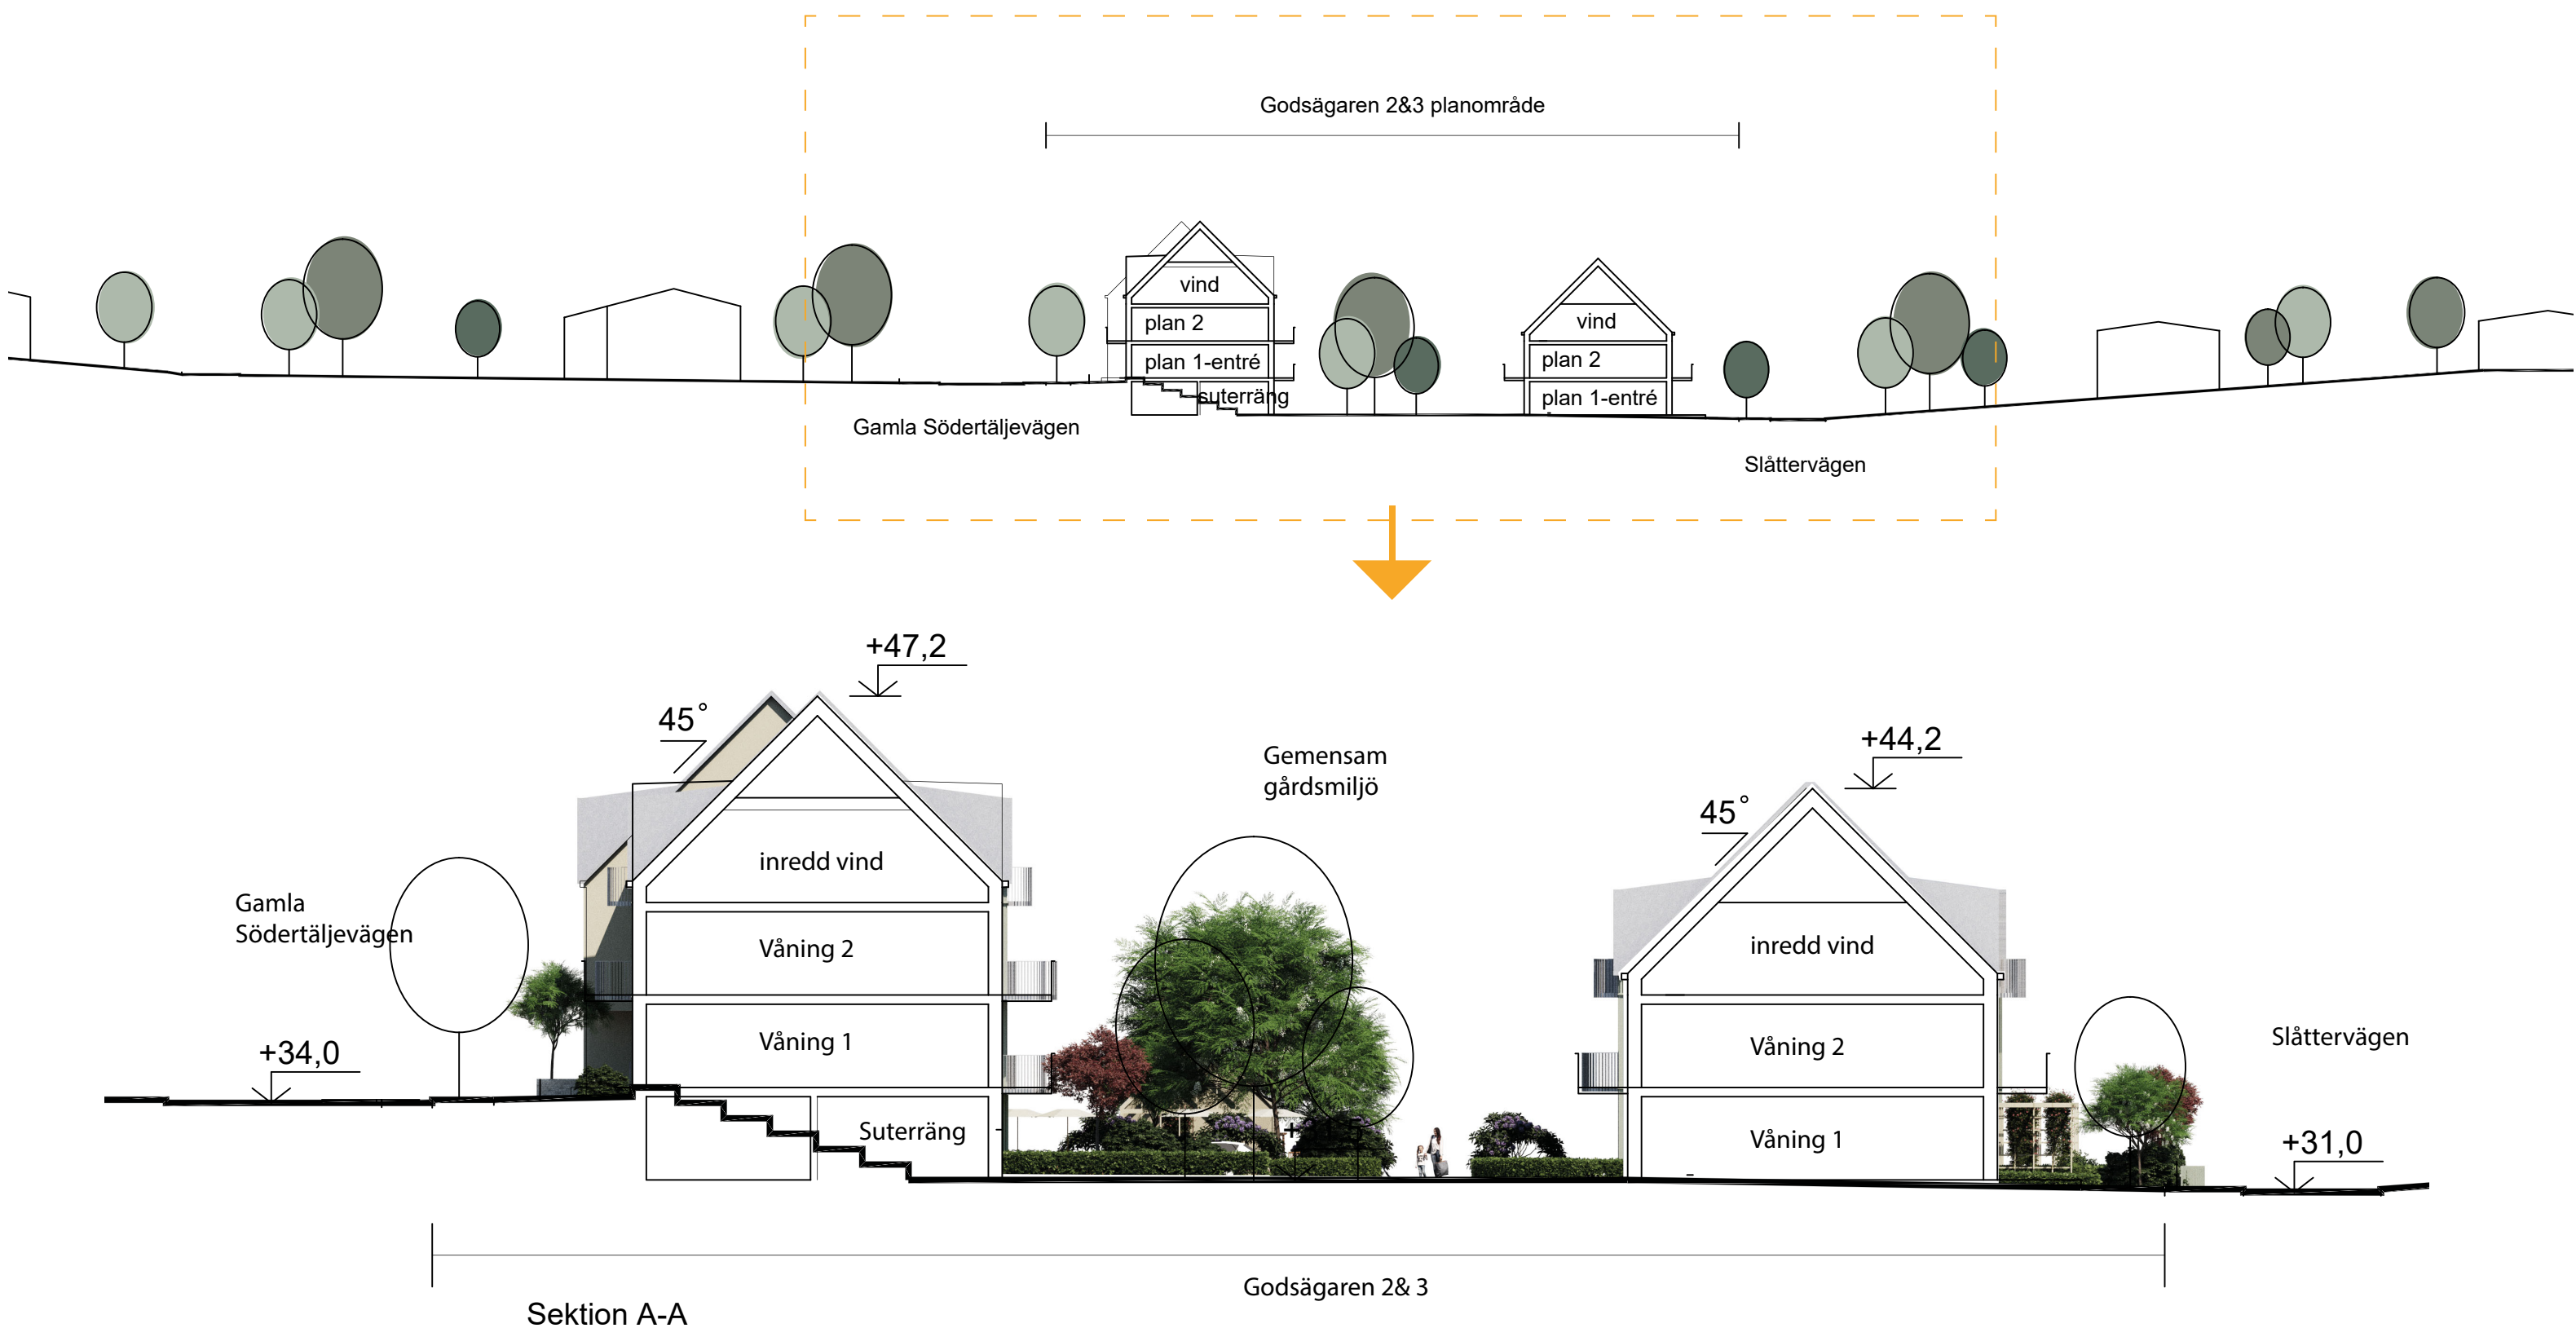 Godsägaren 2&3 planområde
vind
plan 2
plan 1-entré
suterräng
vind
plan 2
plan 1-entré
Gamla Södertäljevägen
Slåttervägen
+47,2
45°
+44,2
45°
Gemensam
gårdsmiljö
inredd vind
Våning 2
Våning 1
Suterräng
inredd vind
Våning 2
Våning 1
Gamla
Södertäljevägen
+34,0
Slåttervägen
+31,0
Godsägaren 2& 3
Sektion A-A